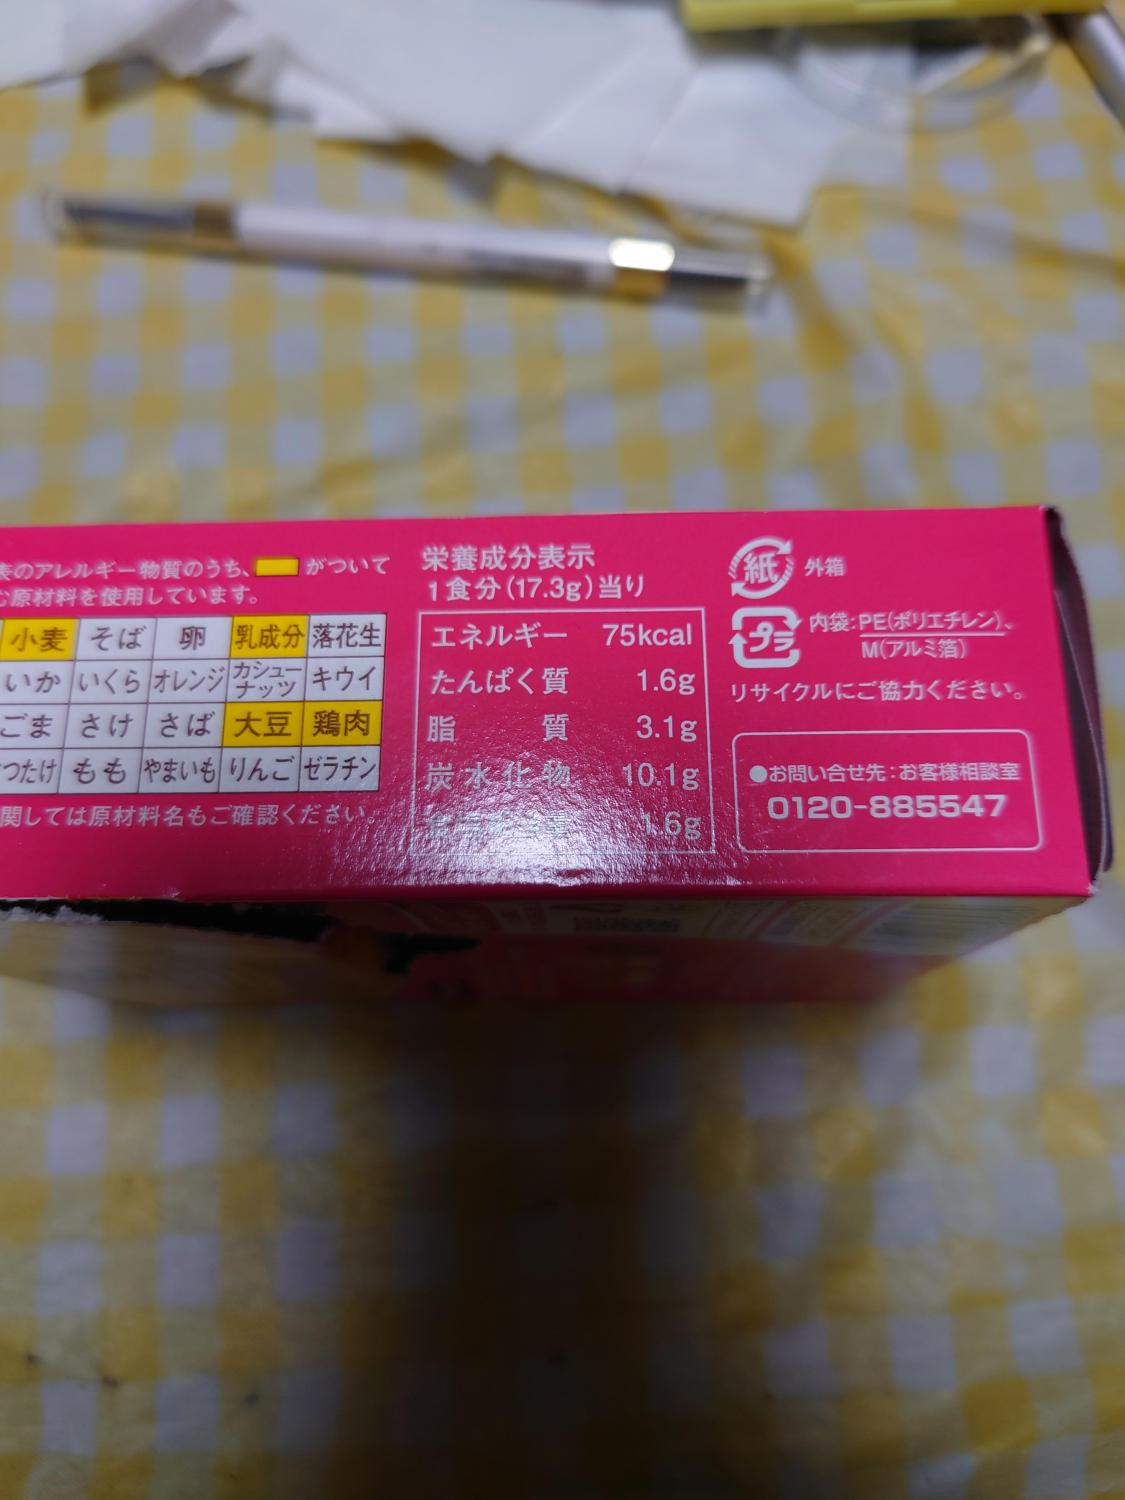 表のアレルギー物質のうち、 がついて
む原材料を使用しています。
小麦 そば 卵 乳成分 落花生
いか いくら オレンジ カシューナッツ キウイ
ごま さけ さば 大豆 鶏肉
つたけ もも やまいも りんご ゼラチン
関しては原材料名もご確認ください。
栄養成分表示
1食分(17.3g)当り
エネルギー 75kcal
たんぱく質 1.6g
脂質 3.1g
炭水化物 10.1g
食塩相当量 1.6g
紙 外箱
プラ 内袋:PE(ポリエチレン)、
M(アルミ箔)
リサイクルにご協力ください。
●お問い合せ先:お客様相談室
0120-885547